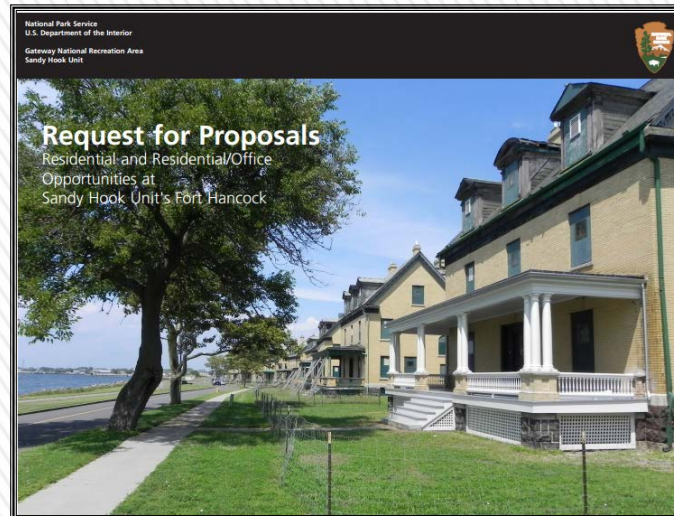 National Park Service
U.S. Department of the Interior
Gateway National Recreation Area
Sandy Hook Unit
Request for Proposals
Residential and Residential/Office
Opportunities at
Sandy Hook Unit's Fort Hancock